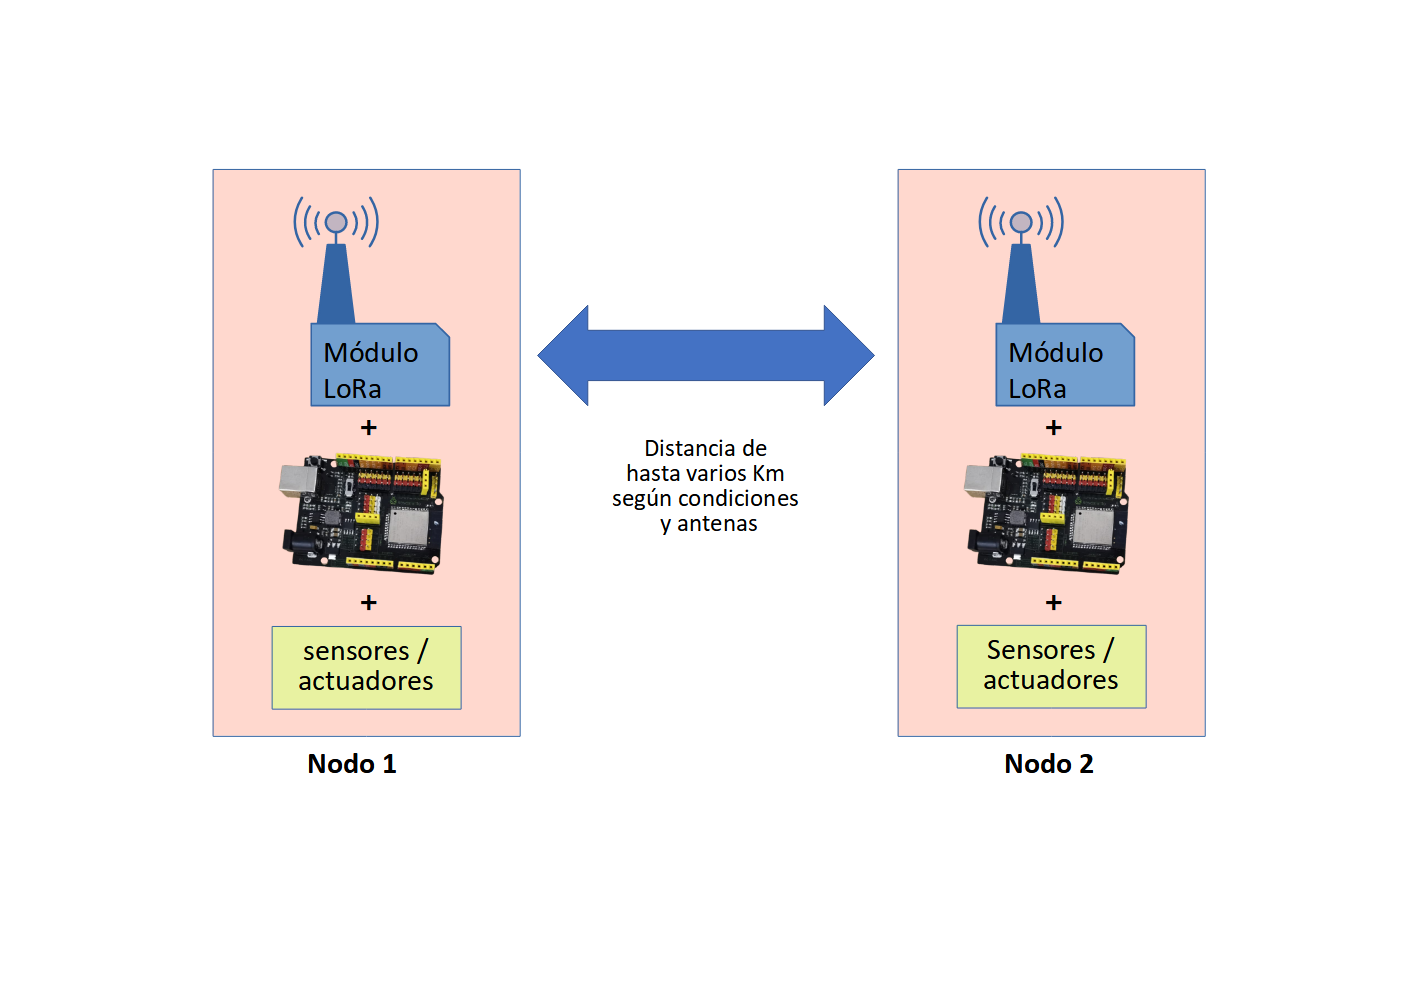 Módulo
LoRa
+
+
sensores /
actuadores
Nodo 1
Distancia de
hasta varios Km
según condiciones
y antenas
Módulo
LoRa
+
+
Sensores /
actuadores
Nodo 2